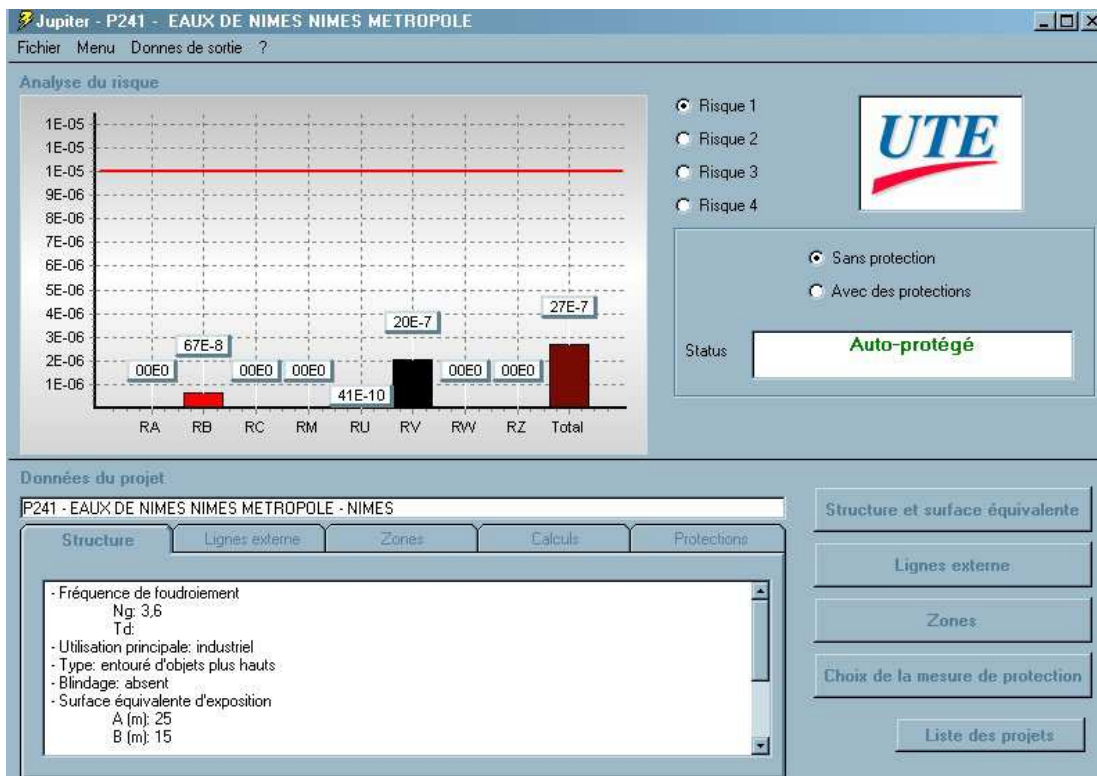 Jupiter - P241 - EAUX DE NIMES NIMES METROPOLE
Fichier Menu Donnes de sortie ?
Analyse du risque
1E-05
1E-05
1E-05
9E-06
8E-06
7E-06
6E-06
5E-06
4E-06
3E-06
2E-06
1E-06
00E0
67E-8
00E0
00E0
41E-10
20E-7
00E0
00E0
27E-7
RA RB RC RM RU RV RW RZ Total
Risque 1
Risque 2
Risque 3
Risque 4
UTE
Sans protection
Avec des protections
Status
Auto-protégé
Données du projet
P241 - EAUX DE NIMES NIMES METROPOLE - NIMES
Structure Lignes externe Zones Calculs Protections
- Fréquence de foudroiement
Ng: 3,6
Td:
- Utilisation principale: industriel
- Type: entouré d'objets plus hauts
- Blindage: absent
- Surface équivalente d'exposition
A (m): 25
B (m): 15
Structure et surface équivalente
Lignes externe
Zones
Choix de la mesure de protection
Liste des projets